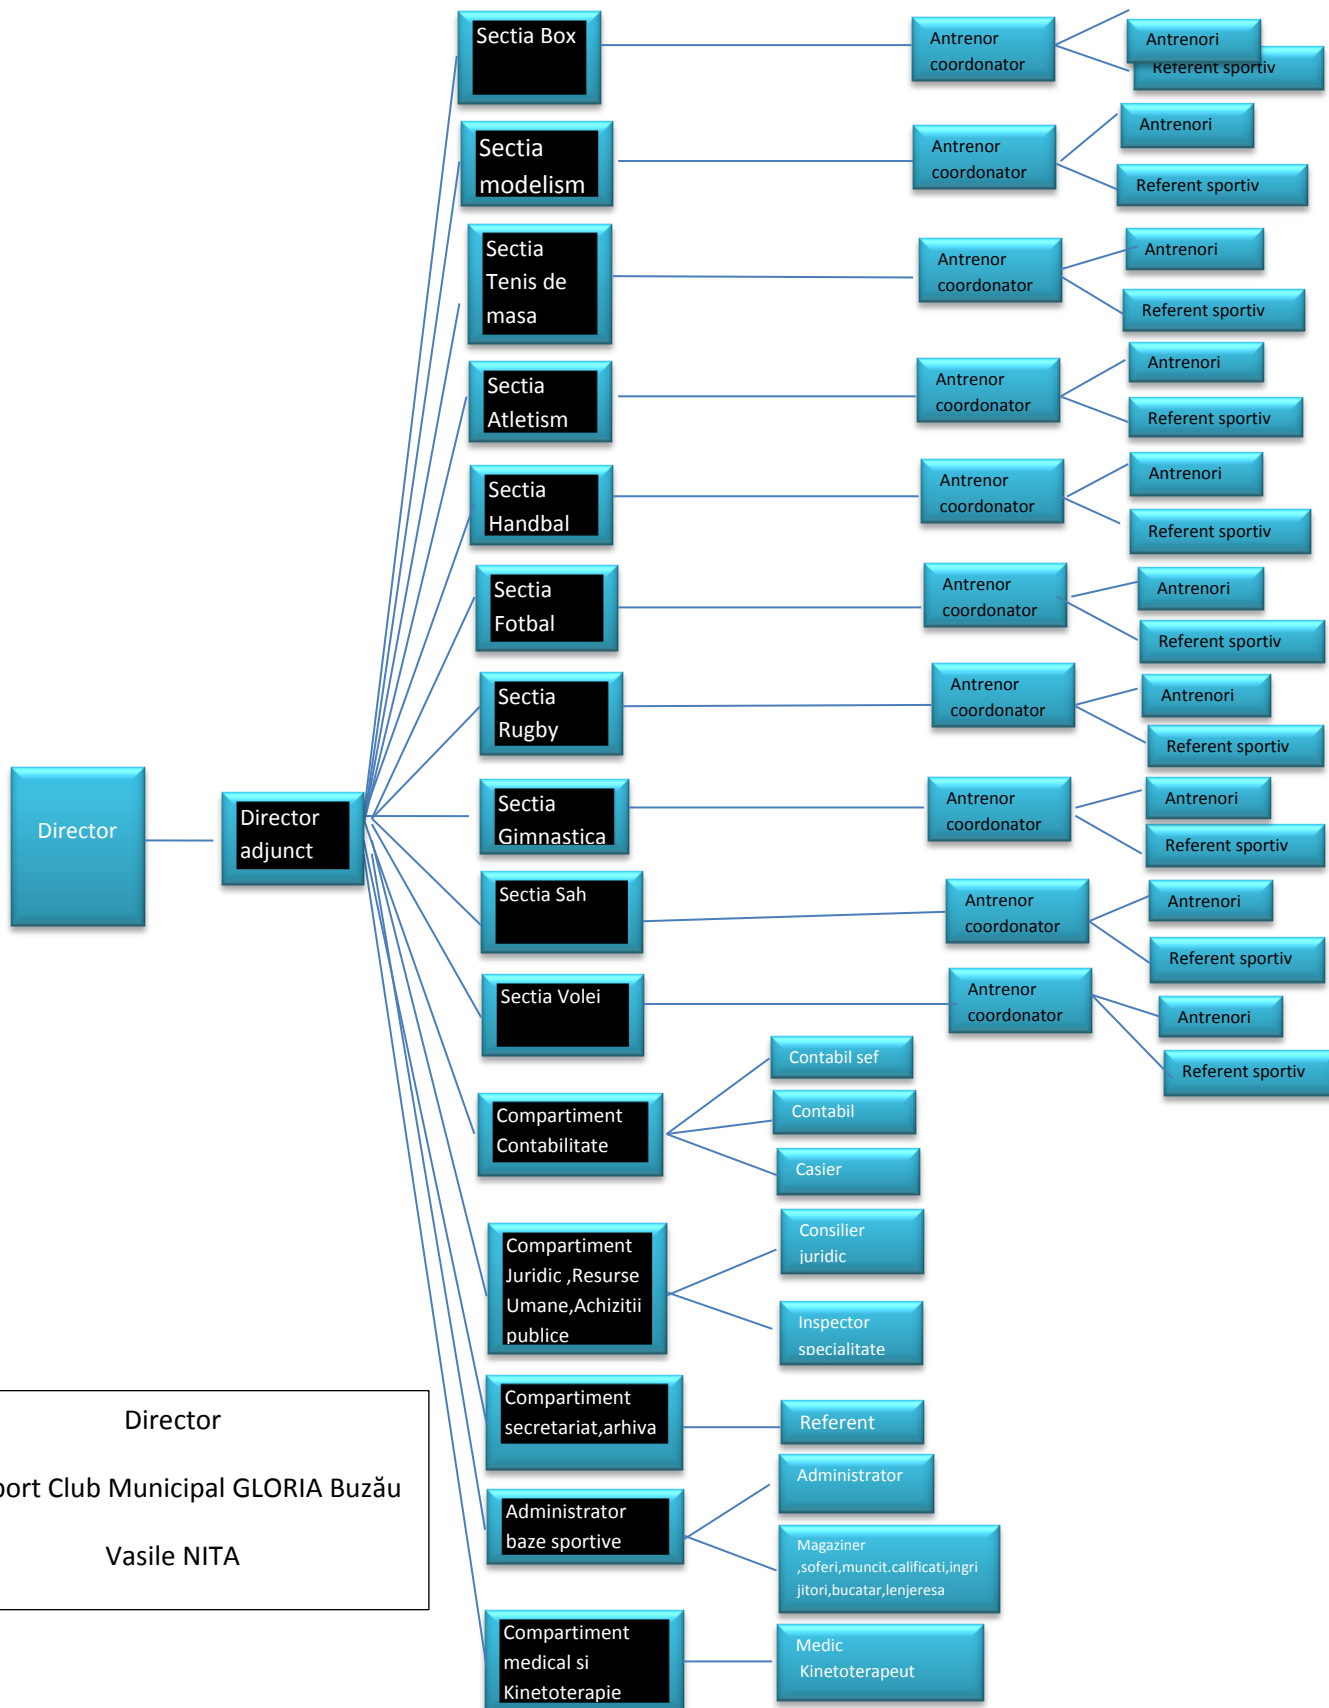 Sectia Box
Antrenor
coordonator
Antrenori
Referent sportiv
Sectia
modelism
Antrenor
coordonator
Antrenori
Referent sportiv
Sectia
Tenis de
masa
Antrenor
coordonator
Antrenori
Referent sportiv
Sectia
Atletism
Antrenor
coordonator
Antrenori
Referent sportiv
Sectia
Handbal
Antrenor
coordonator
Antrenori
Referent sportiv
Sectia
Fotbal
Antrenor
coordonator
Antrenori
Referent sportiv
Sectia
Rugby
Antrenor
coordonator
Antrenori
Referent sportiv
Director
Director
adjunct
Sectia
Gimnastica
Antrenor
coordonator
Antrenori
Referent sportiv
Sectia Sah
Antrenor
coordonator
Antrenori
Referent sportiv
Sectia Volei
Antrenor
coordonator
Antrenori
Referent sportiv
Compartiment
Contabilitate
Contabil sef
Contabil
Casier
Compartiment
Juridic ,Resurse
Umane,Achizitii
publice
Consilier
juridic
Inspector
specialitate
Compartiment
secretariat,arhiva
Referent
Administrator
baze sportive
Administrator
Magaziner
,soferi,muncit.calificati,ingri
jitori,bucatar,lenjeresa
Compartiment
medical si
Kinetoterapie
Medic
Kinetoterapeut
Director
port Club Municipal GLORIA Buzău
Vasile NITA